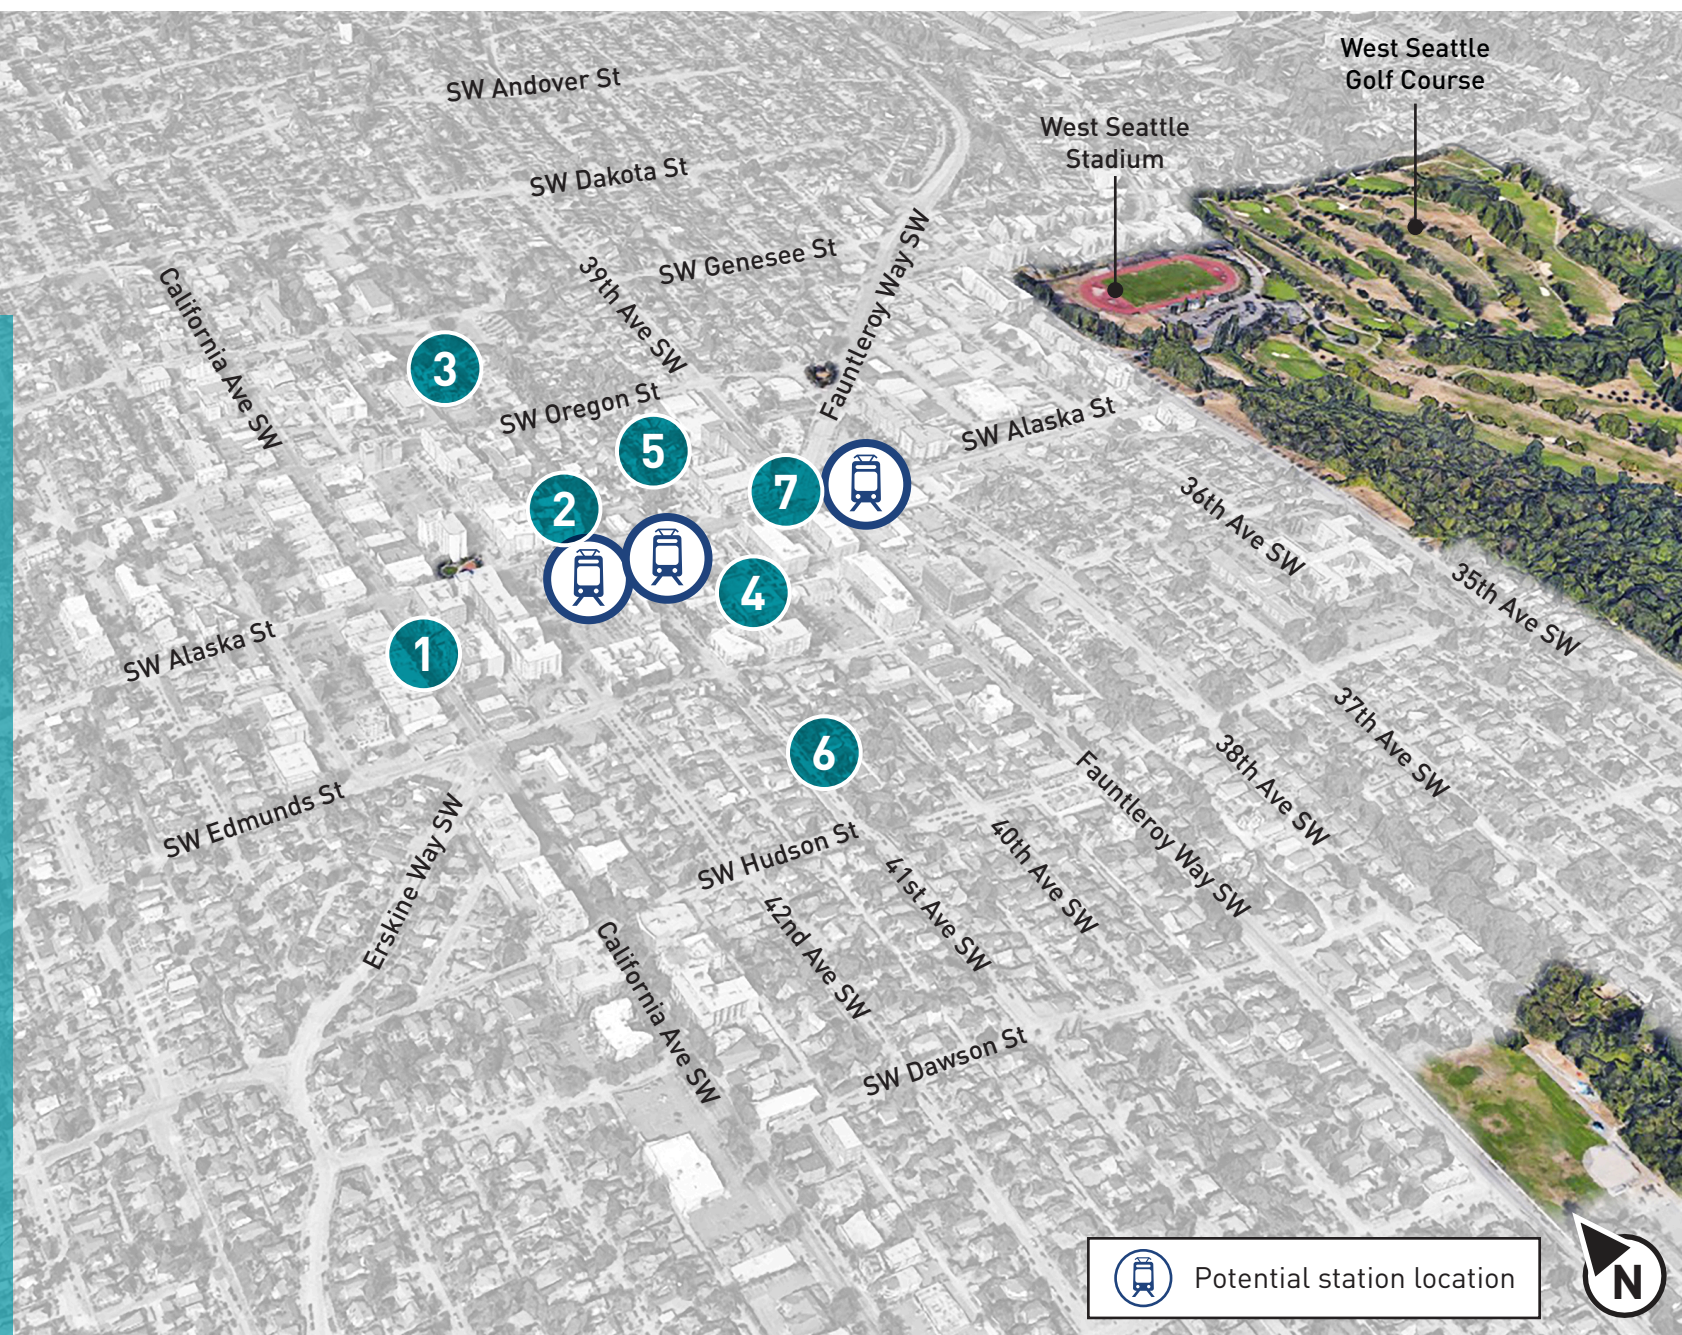 West Seattle
Golf Course
West Seattle
Stadium
SW Andover St
SW Dakota St
SW Genesee St
39th Ave SW
Fauntleroy Way SW
California Ave SW
3
SW Oregon St
SW Alaska St
5
7
2
36th Ave SW
35th Ave SW
4
1
SW Alaska St
6
37th Ave SW
38th Ave SW
Fauntleroy Way SW
SW Edmunds St
Erskine Way SW
SW Hudson St
40th Ave SW
41st Ave SW
42nd Ave SW
California Ave SW
SW Dawson St
Potential station location
N